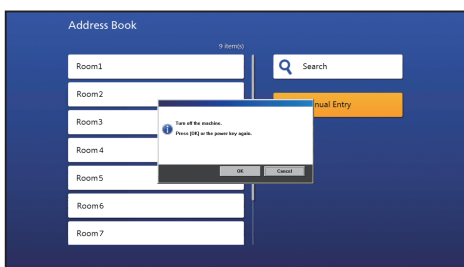 Address Book
9 item(s)
Room1
Search
Room2
nual Entry
Room3
Turn off the machine.
Press [OK] or the power key again.
Room4
OK
Cancel
Room5
Room6
Room7